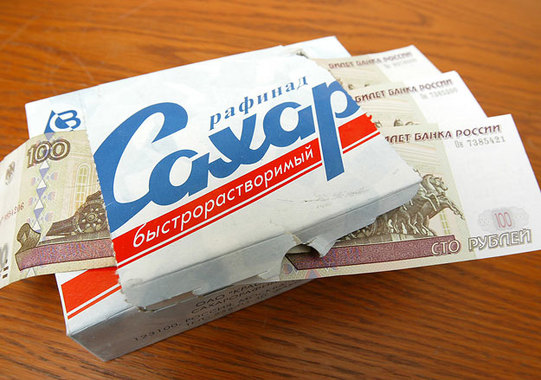 БИЛЕТ БАНКА РОССИИ
БИЛЕТ БАНКА РОССИИ
БИЛЕТ БАНКА РОССИИ
7385421
рафинад
Сахар
быстрорастворимый
100
100
СТО РУБЛЕЙ